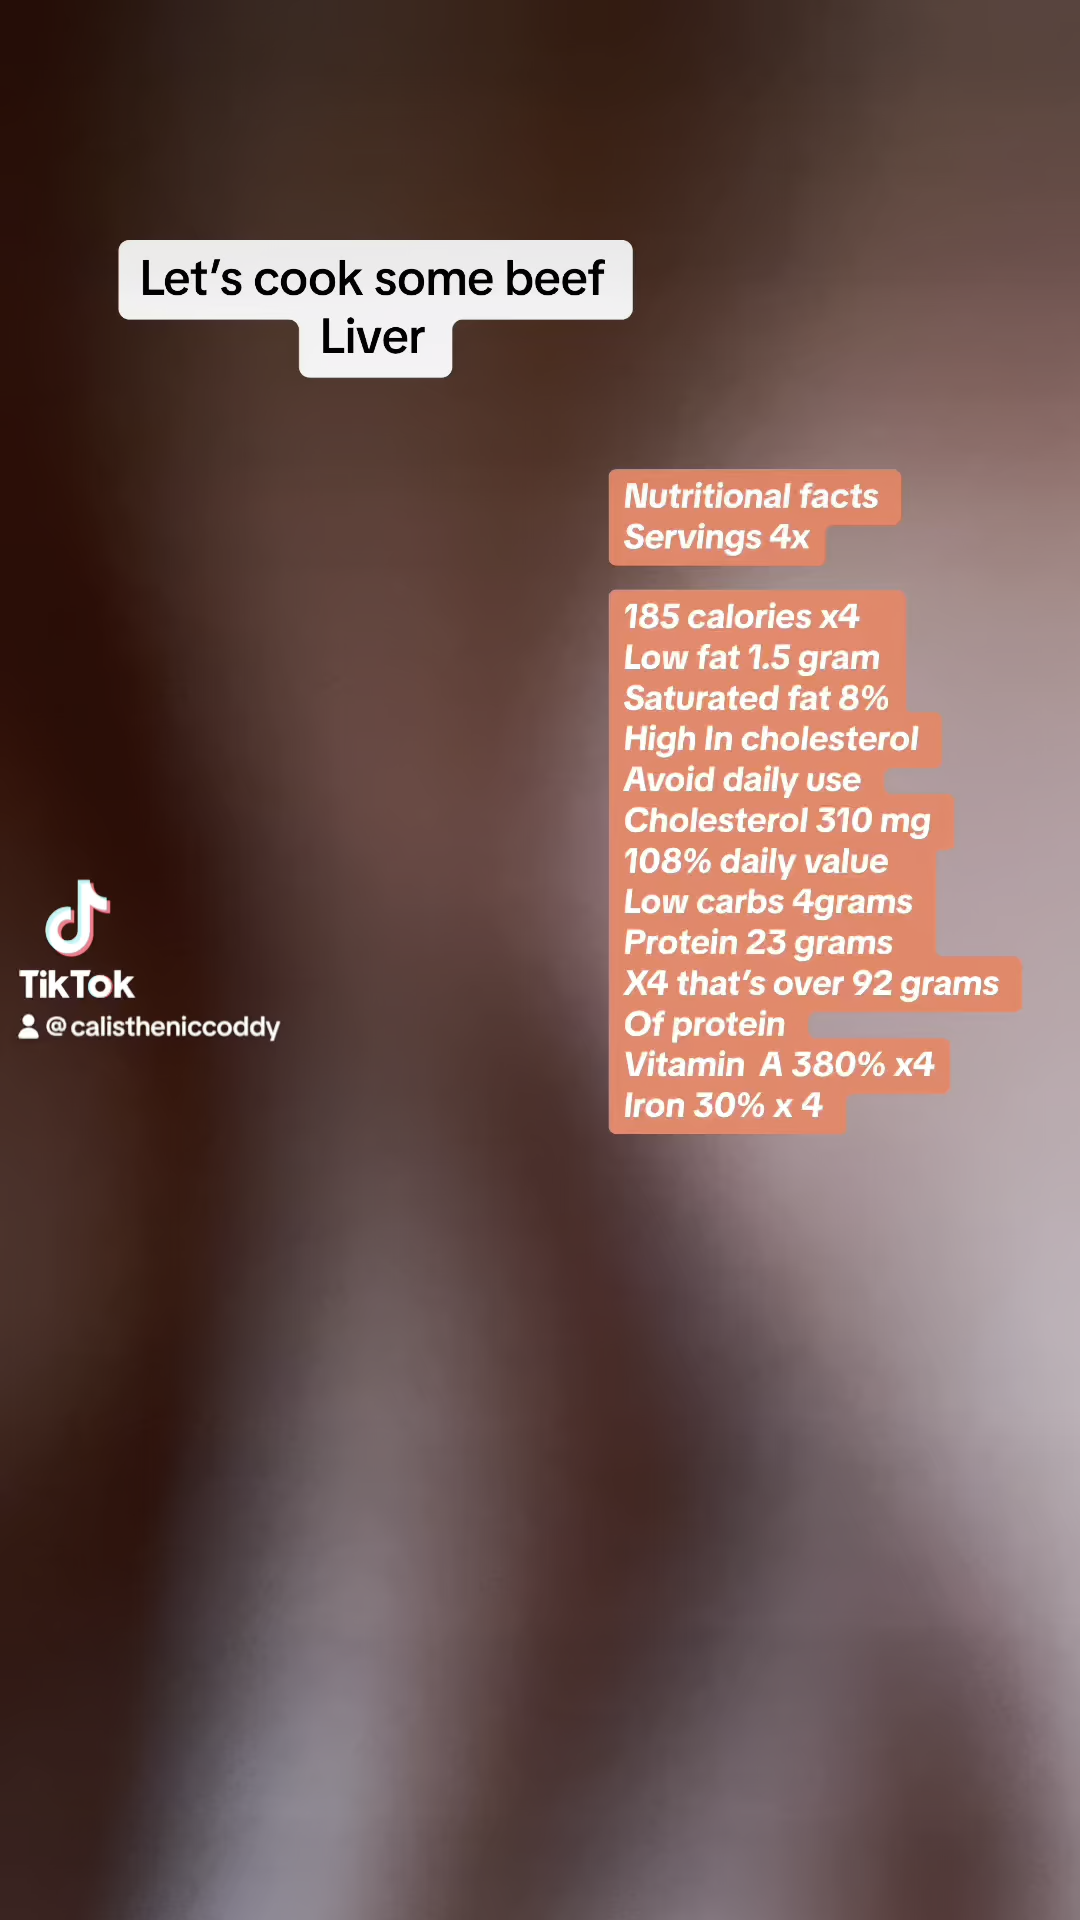 Let's cook some beef
Liver
Nutritional facts
Servings 4x
185 calories x4
Low fat 1.5 gram
Saturated fat 8%
High In cholesterol
Avoid daily use
Cholesterol 310 mg
108% daily value
Low carbs 4grams
Protein 23 grams
X4 that's over 92 grams
Of protein
Vitamin  A 380% x4
Iron 30% x 4
TikTok
@calistheniccoddy